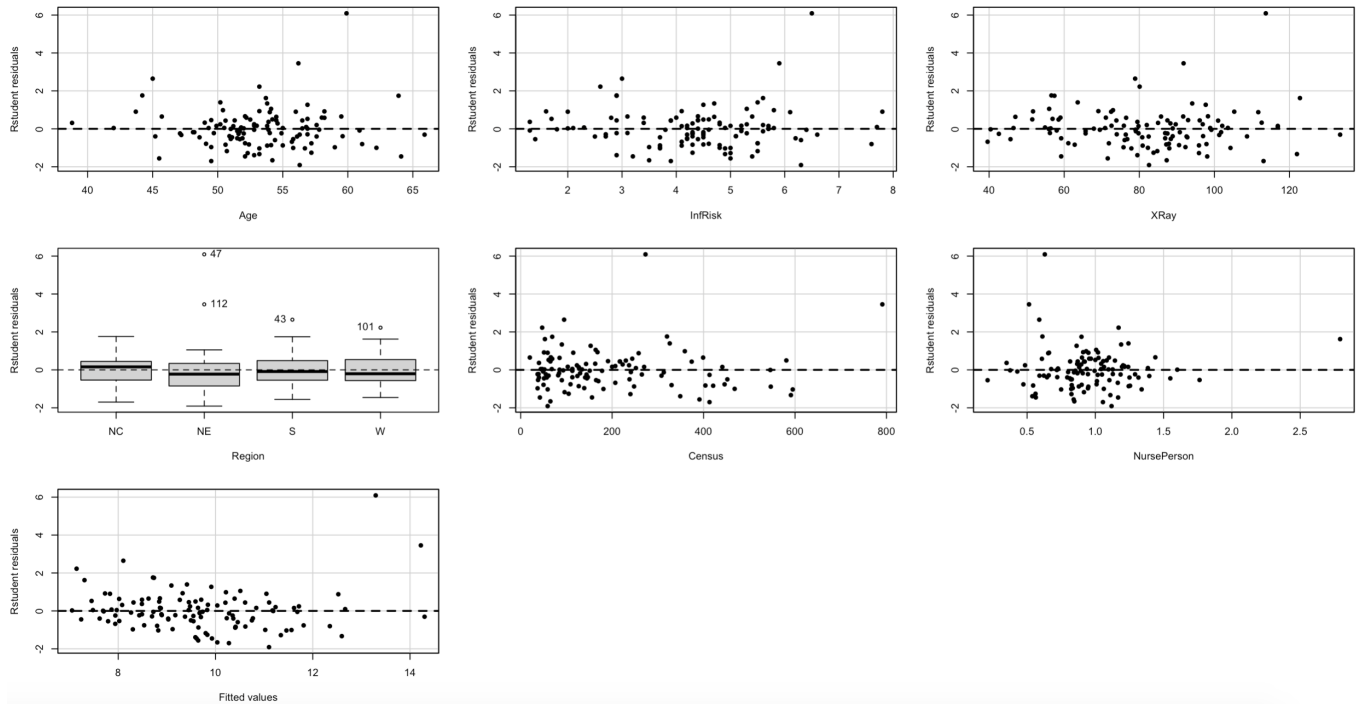 Rstudent residuals
-2 0 2 4 6
40 45 50 55 60 65
Age
Rstudent residuals
-2 0 2 4 6
2 3 4 5 6 7 8
InfRisk
Rstudent residuals
-2 0 2 4 6
40 60 80 100 120
XRay
Rstudent residuals
-2 0 2 4 6
47
112
43
101
NC NE S W
Region
Rstudent residuals
-2 0 2 4 6
0 200 400 600 800
Census
Rstudent residuals
-2 0 2 4 6
0.5 1.0 1.5 2.0 2.5
NursePerson
Rstudent residuals
-2 0 2 4 6
8 10 12 14
Fitted values